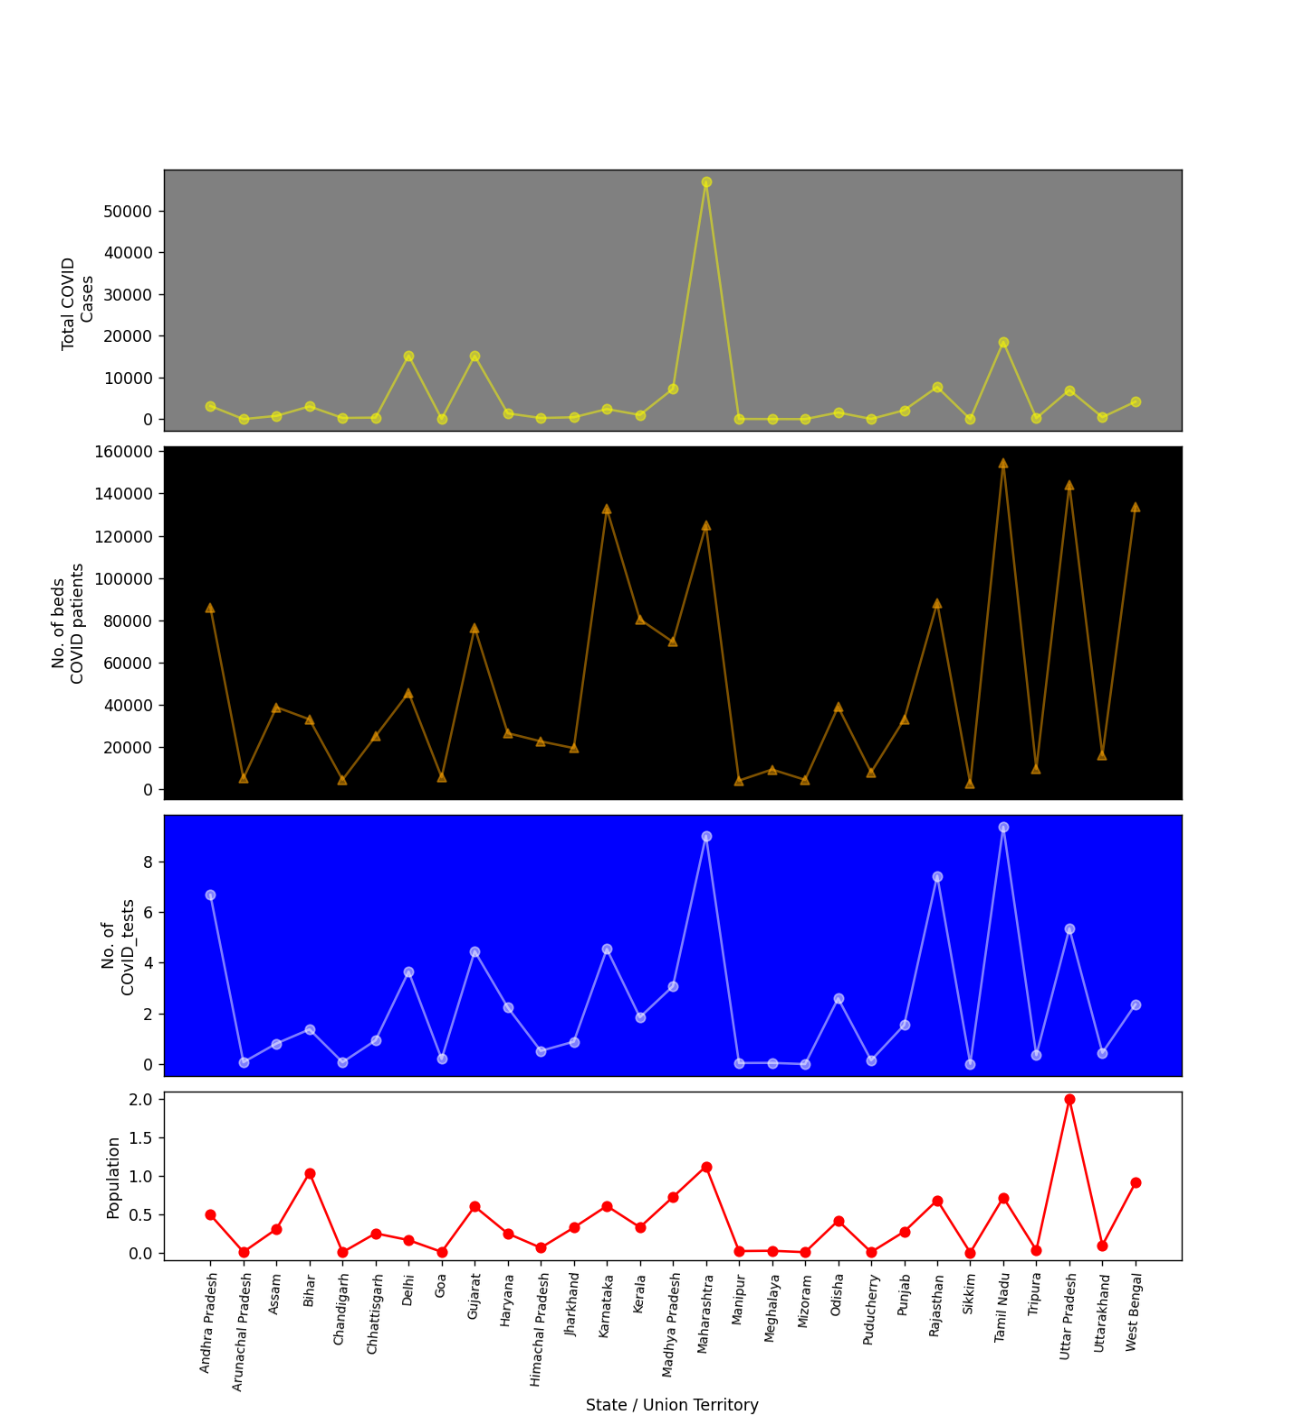 Total COVID
Cases
50000
40000
30000
20000
10000
0
No. of beds
COVID patients
160000
140000
120000
100000
80000
60000
40000
20000
0
No. of
COvID_tests
8
6
4
2
0
Population
2.0
1.5
1.0
0.5
0.0
Andhra Pradesh
Arunachal Pradesh
Assam
Bihar
Chandigarh
Chhattisgarh
Delhi
Goa
Gujarat
Haryana
Himachal Pradesh
Jharkhand
Karnataka
Kerala
Madhya Pradesh
Maharashtra
Manipur
Meghalaya
Mizoram
Odisha
Puducherry
Punjab
Rajasthan
Sikkim
Tamil Nadu
Tripura
Uttar Pradesh
Uttarakhand
West Bengal
State / Union Territory